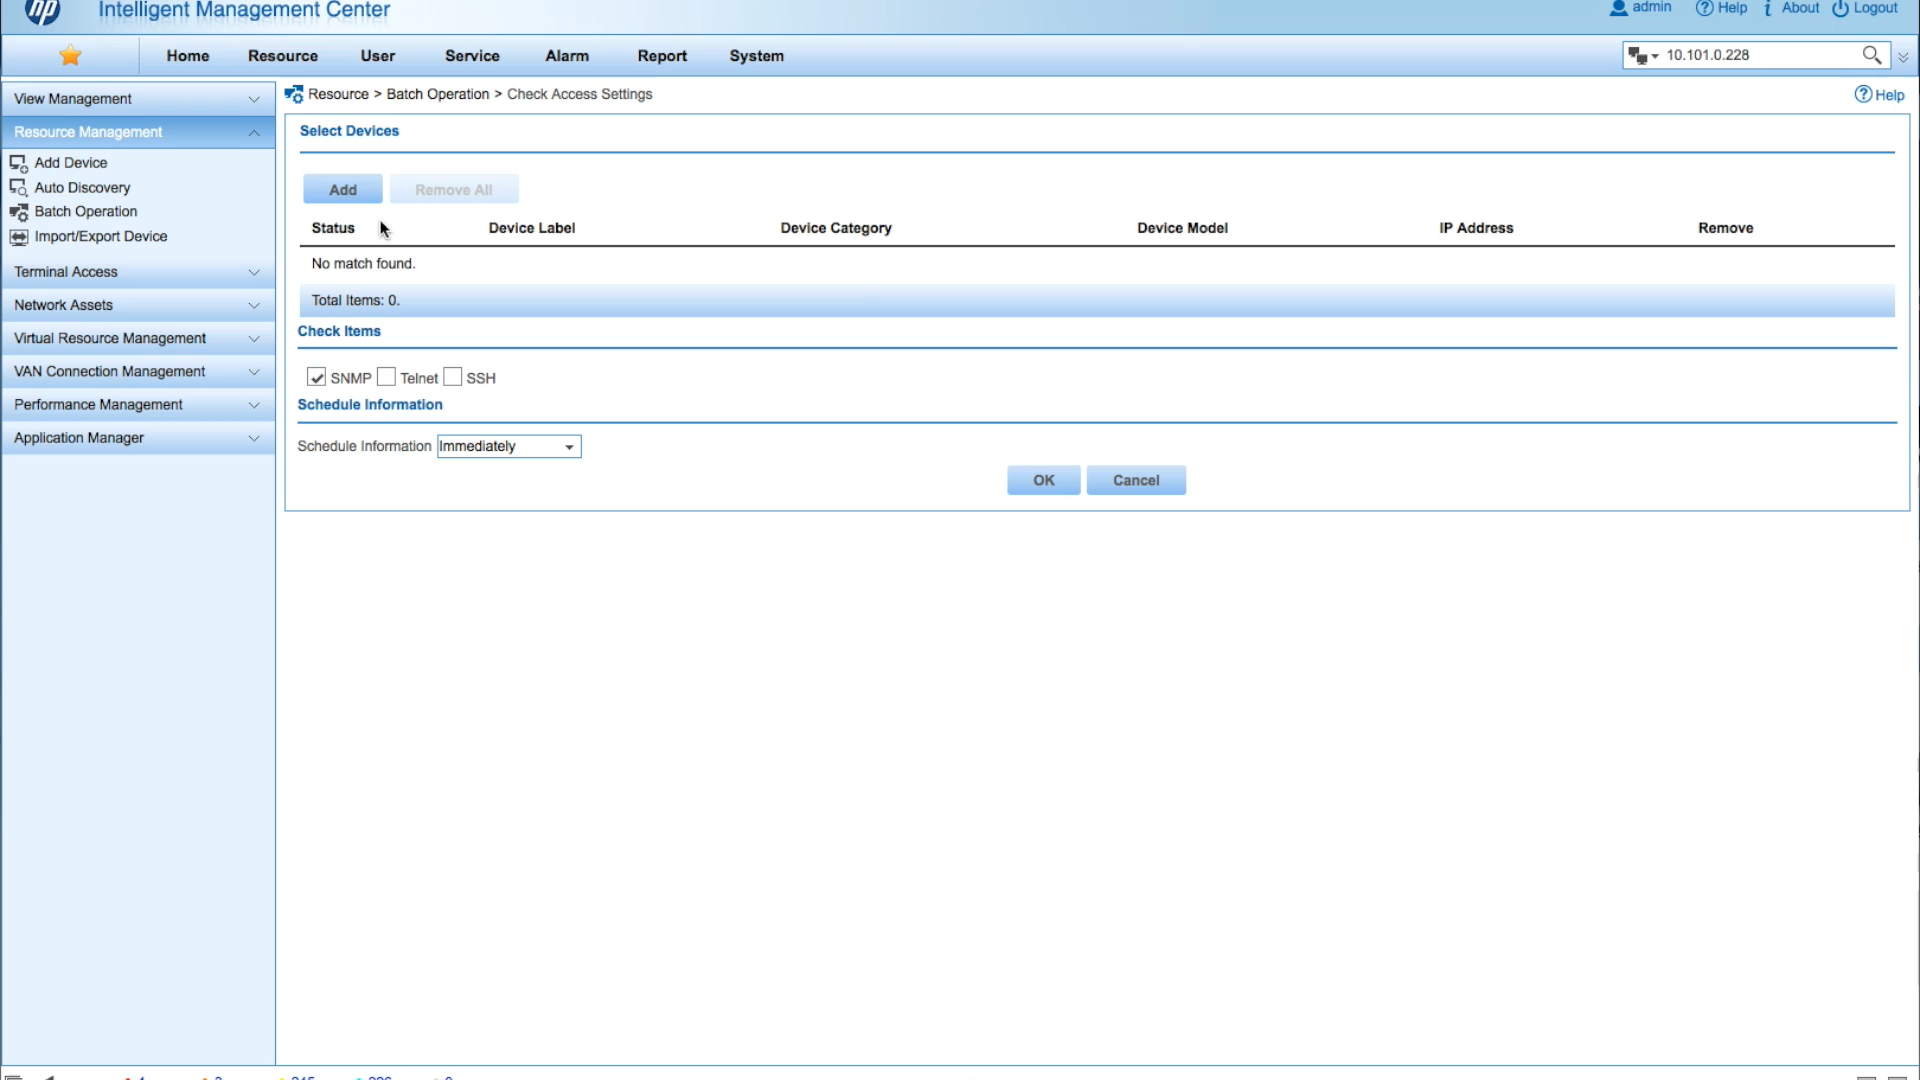 hp Intelligent Management Center admin Help About Logout
Home Resource User Service Alarm Report System 10.101.0.228
View Management
Resource Management
Add Device
Auto Discovery
Batch Operation
Import/Export Device
Terminal Access
Network Assets
Virtual Resource Management
VAN Connection Management
Performance Management
Application Manager
Resource > Batch Operation > Check Access Settings Help
Select Devices
Add Remove All
Status Device Label Device Category Device Model IP Address Remove
No match found.
Total Items: 0.
Check Items
SNMP Telnet SSH
Schedule Information
Schedule Information Immediately
OK Cancel